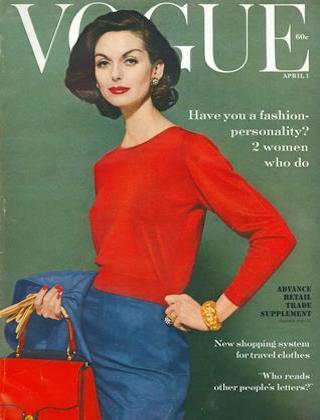 VOGUE
60c
APRIL 1
Have you a fashion-
personality?
2 women
who do
ADVANCE
RETAIL
TRADE
SUPPLEMENT
New shopping system
for travel clothes
"Who reads
other people's letters?"